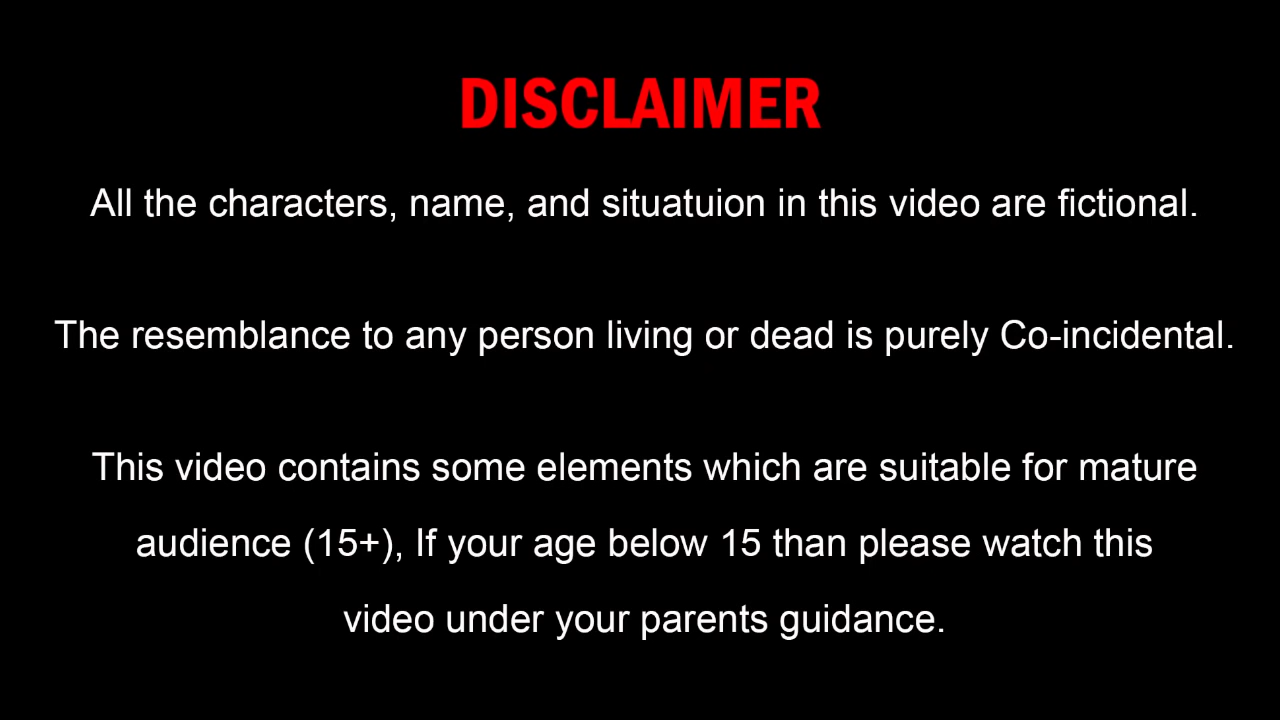 DISCLAIMER
All the characters, name, and situatuion in this video are fictional.
The resemblance to any person living or dead is purely Co-incidental.
This video contains some elements which are suitable for mature
audience (15+), If your age below 15 than please watch this
video under your parents guidance.